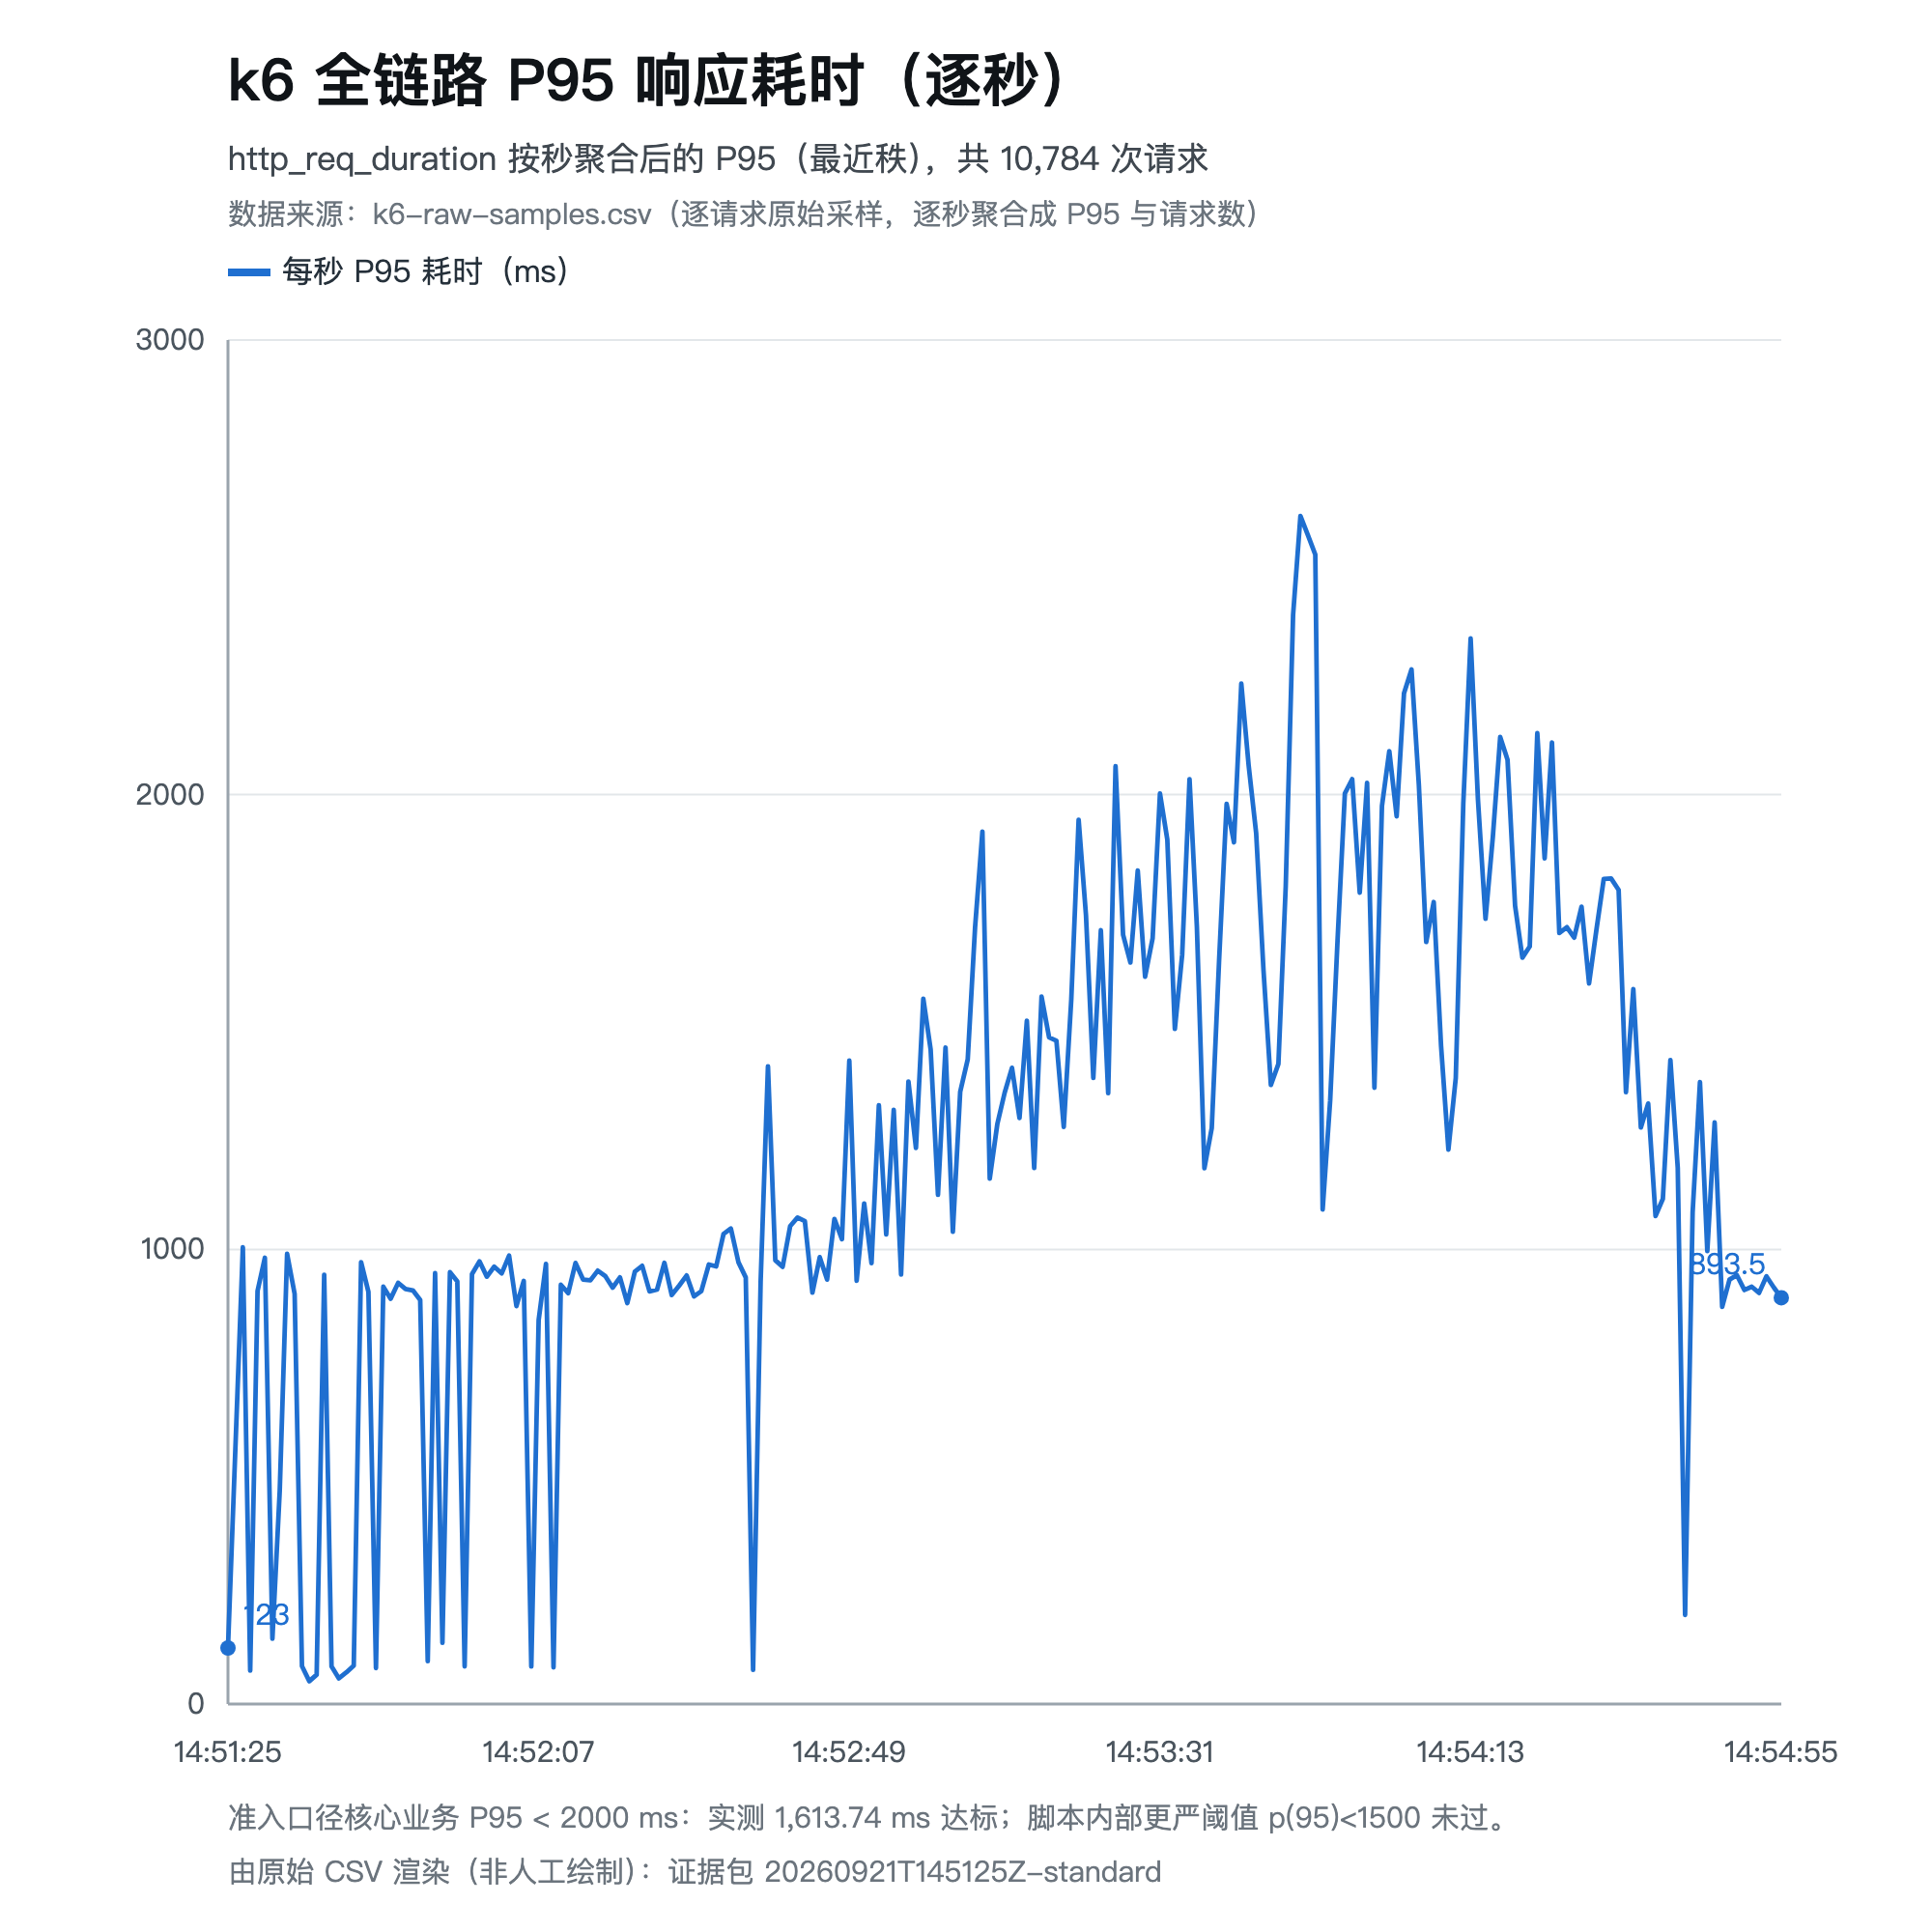 k6 全链路 P95 响应耗时（逐秒）
http_req_duration 按秒聚合后的 P95（最近秩），共 10,784 次请求
数据来源：k6-raw-samples.csv（逐请求原始采样，逐秒聚合成 P95 与请求数）
每秒 P95 耗时（ms）
3000
2000
1000
893.5
123
0
14:51:25 14:52:07 14:52:49 14:53:31 14:54:13 14:54:55
准入口径核心业务 P95 < 2000 ms：实测 1,613.74 ms 达标；脚本内部更严阈值 p(95)<1500 未过。
由原始 CSV 渲染（非人工绘制）：证据包 20260921T145125Z-standard